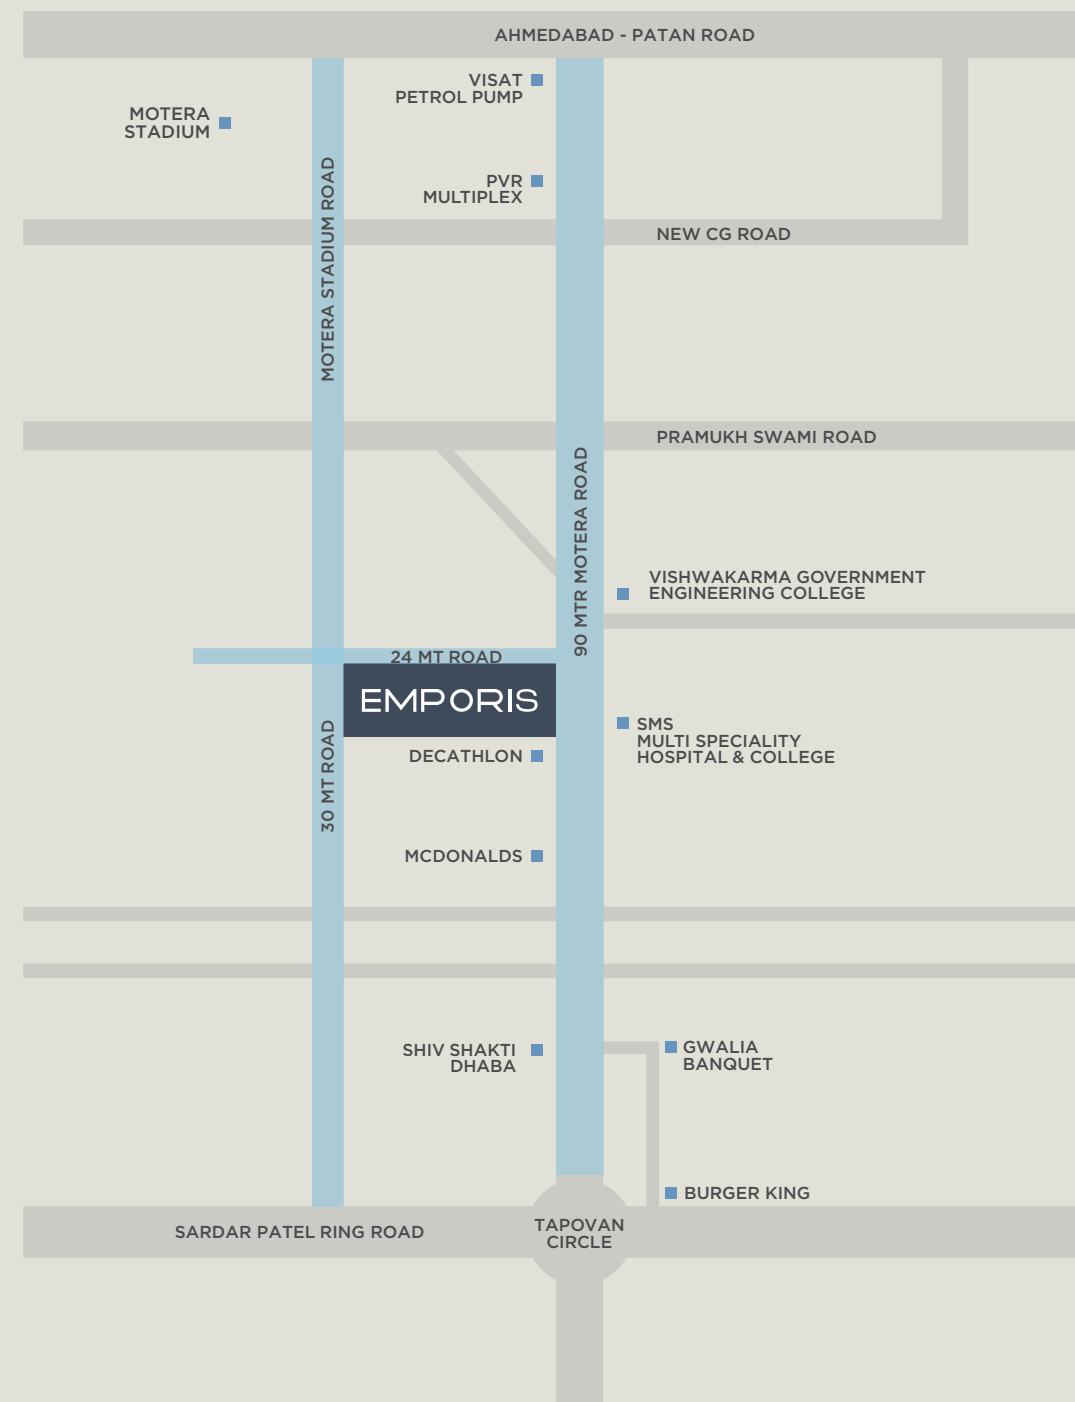 AHMEDABAD - PATAN ROAD
VISAT
PETROL PUMP
MOTERA
STADIUM
MOTERA STADIUM ROAD
PVR
MULTIPLEX
NEW CG ROAD
PRAMUKH SWAMI ROAD
90 MTR MOTERA ROAD
VISHWAKARMA GOVERNMENT
ENGINEERING COLLEGE
24 MT ROAD
EMPORIS
SMS
MULTI SPECIALITY
HOSPITAL & COLLEGE
30 MT ROAD
DECATHLON
MCDONALDS
SHIV SHAKTI
DHABA
GWALIA
BANQUET
BURGER KING
SARDAR PATEL RING ROAD
TAPOVAN
CIRCLE